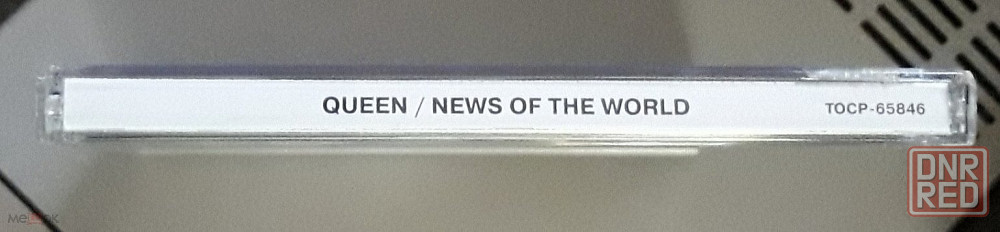 QUEEN / NEWS OF THE WORLD TOCP-65846
DNR
RED